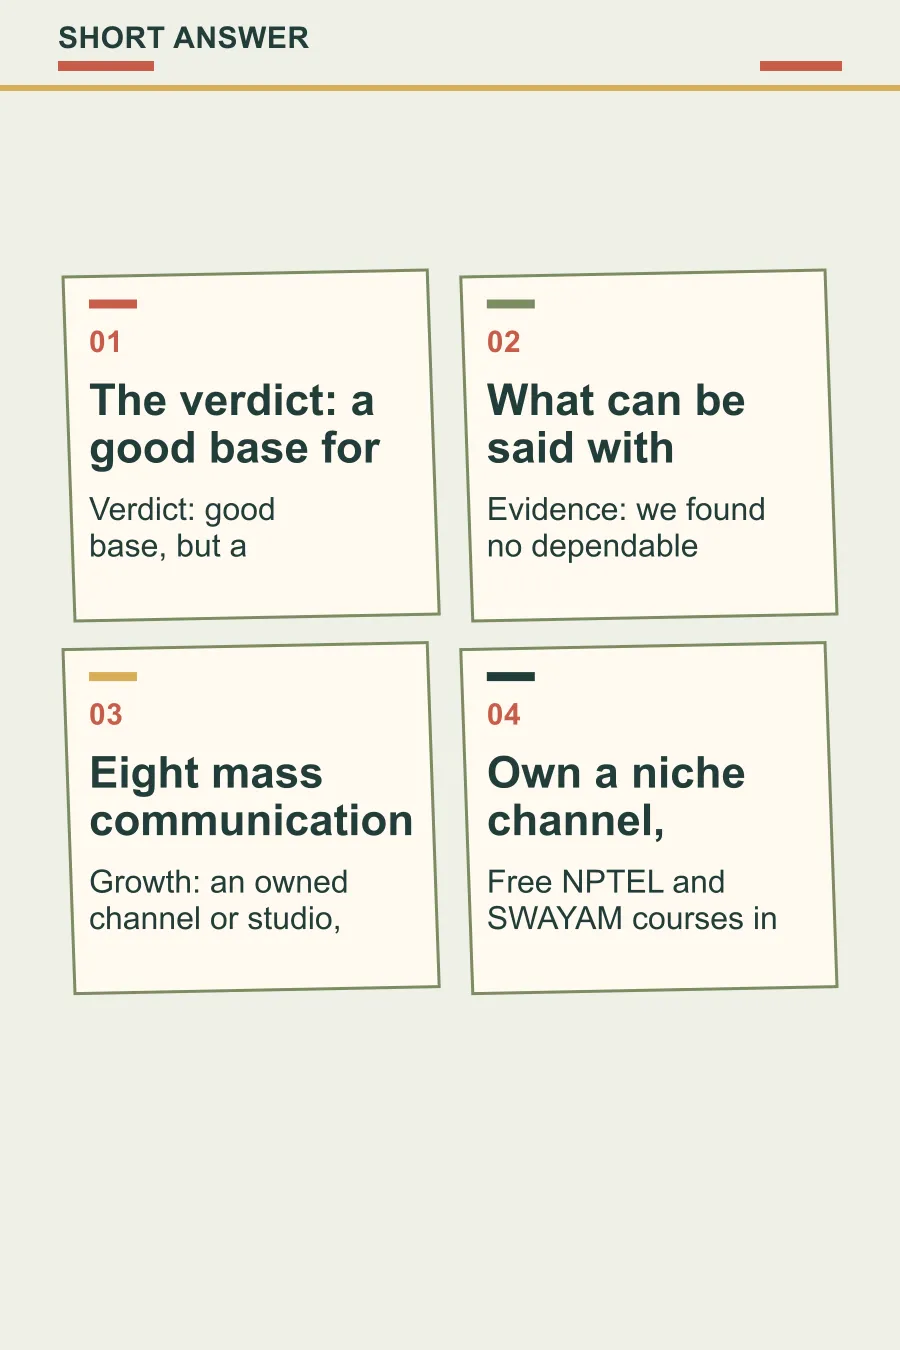 SHORT ANSWER
01
The verdict: a
good base for
Verdict: good
base, but a
02
What can be
said with
Evidence: we found
no dependable
03
Eight mass
communication
Growth: an owned
channel or studio,
04
Own a niche
channel,
Free NPTEL and
SWAYAM courses in